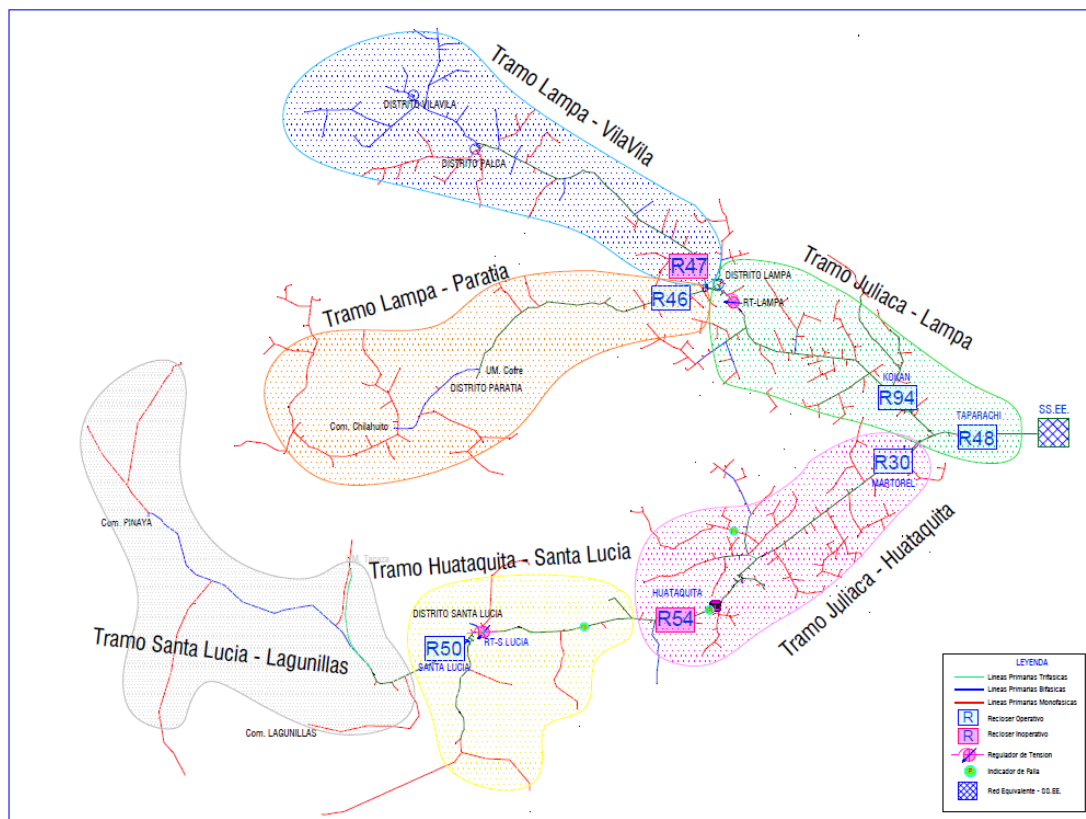 Tramo Lampa - VilaVila
DISTRITO VILAVILA
DISTRITO PALCA
R47
DISTRITO LAMPA
R46
RT-LAMPA
Tramo Juliaca - Lampa
Tramo Lampa - Paratia
UM. Cofre
DISTRITO PARATIA
Com. Chilahuito
R94
TAPARACHI
R48
SS.EE.
R30
MARTOREL
Com. PINAYA
Tramo Huataquita - Santa Lucia
HUATAQUITA
R54
Tramo Juliaca - Huataquita
DISTRITO SANTA LUCIA
RT-S.LUCIA
R50
SANTA LUCIA
Tramo Santa Lucia - Lagunillas
Com. LAGUNILLAS
LEYENDA
Lineas Primarias Trifasicas
Lineas Primarias Bifasicas
Lineas Primarias Monofasicas
R
Recloser Operativo
R
Recloser Inoperativo
Regulador de Tension
Indicador de Falla
Red Equivalente - SS.EE.